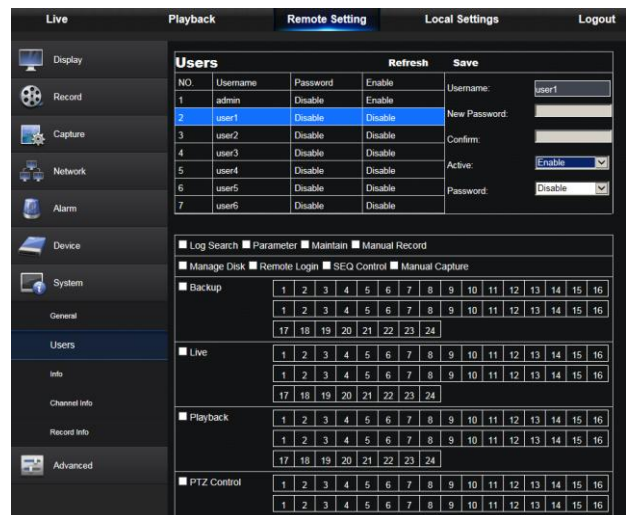 Live Playback Remote Setting Local Settings Logout
Display
Record
Capture
Network
Alarm
Device
System
General
Users
Info
Channel Info
Record Info
Advanced
Users Refresh Save
NO. Username Password Enable
1 admin Disable Enable
2 user1 Disable Disable
3 user2 Disable Disable
4 user3 Disable Disable
5 user4 Disable Disable
6 user5 Disable Disable
7 user6 Disable Disable
Username: user1
New Password:
Confirm:
Active: Enable
Password: Disable
Log Search Parameter Maintain Manual Record
Manage Disk Remote Login SEQ Control Manual Capture
Backup 1 2 3 4 5 6 7 8 9 10 11 12 13 14 15 16
1 2 3 4 5 6 7 8 9 10 11 12 13 14 15 16
17 18 19 20 21 22 23 24
Live 1 2 3 4 5 6 7 8 9 10 11 12 13 14 15 16
1 2 3 4 5 6 7 8 9 10 11 12 13 14 15 16
17 18 19 20 21 22 23 24
Playback 1 2 3 4 5 6 7 8 9 10 11 12 13 14 15 16
1 2 3 4 5 6 7 8 9 10 11 12 13 14 15 16
17 18 19 20 21 22 23 24
PTZ Control 1 2 3 4 5 6 7 8 9 10 11 12 13 14 15 16
1 2 3 4 5 6 7 8 9 10 11 12 13 14 15 16